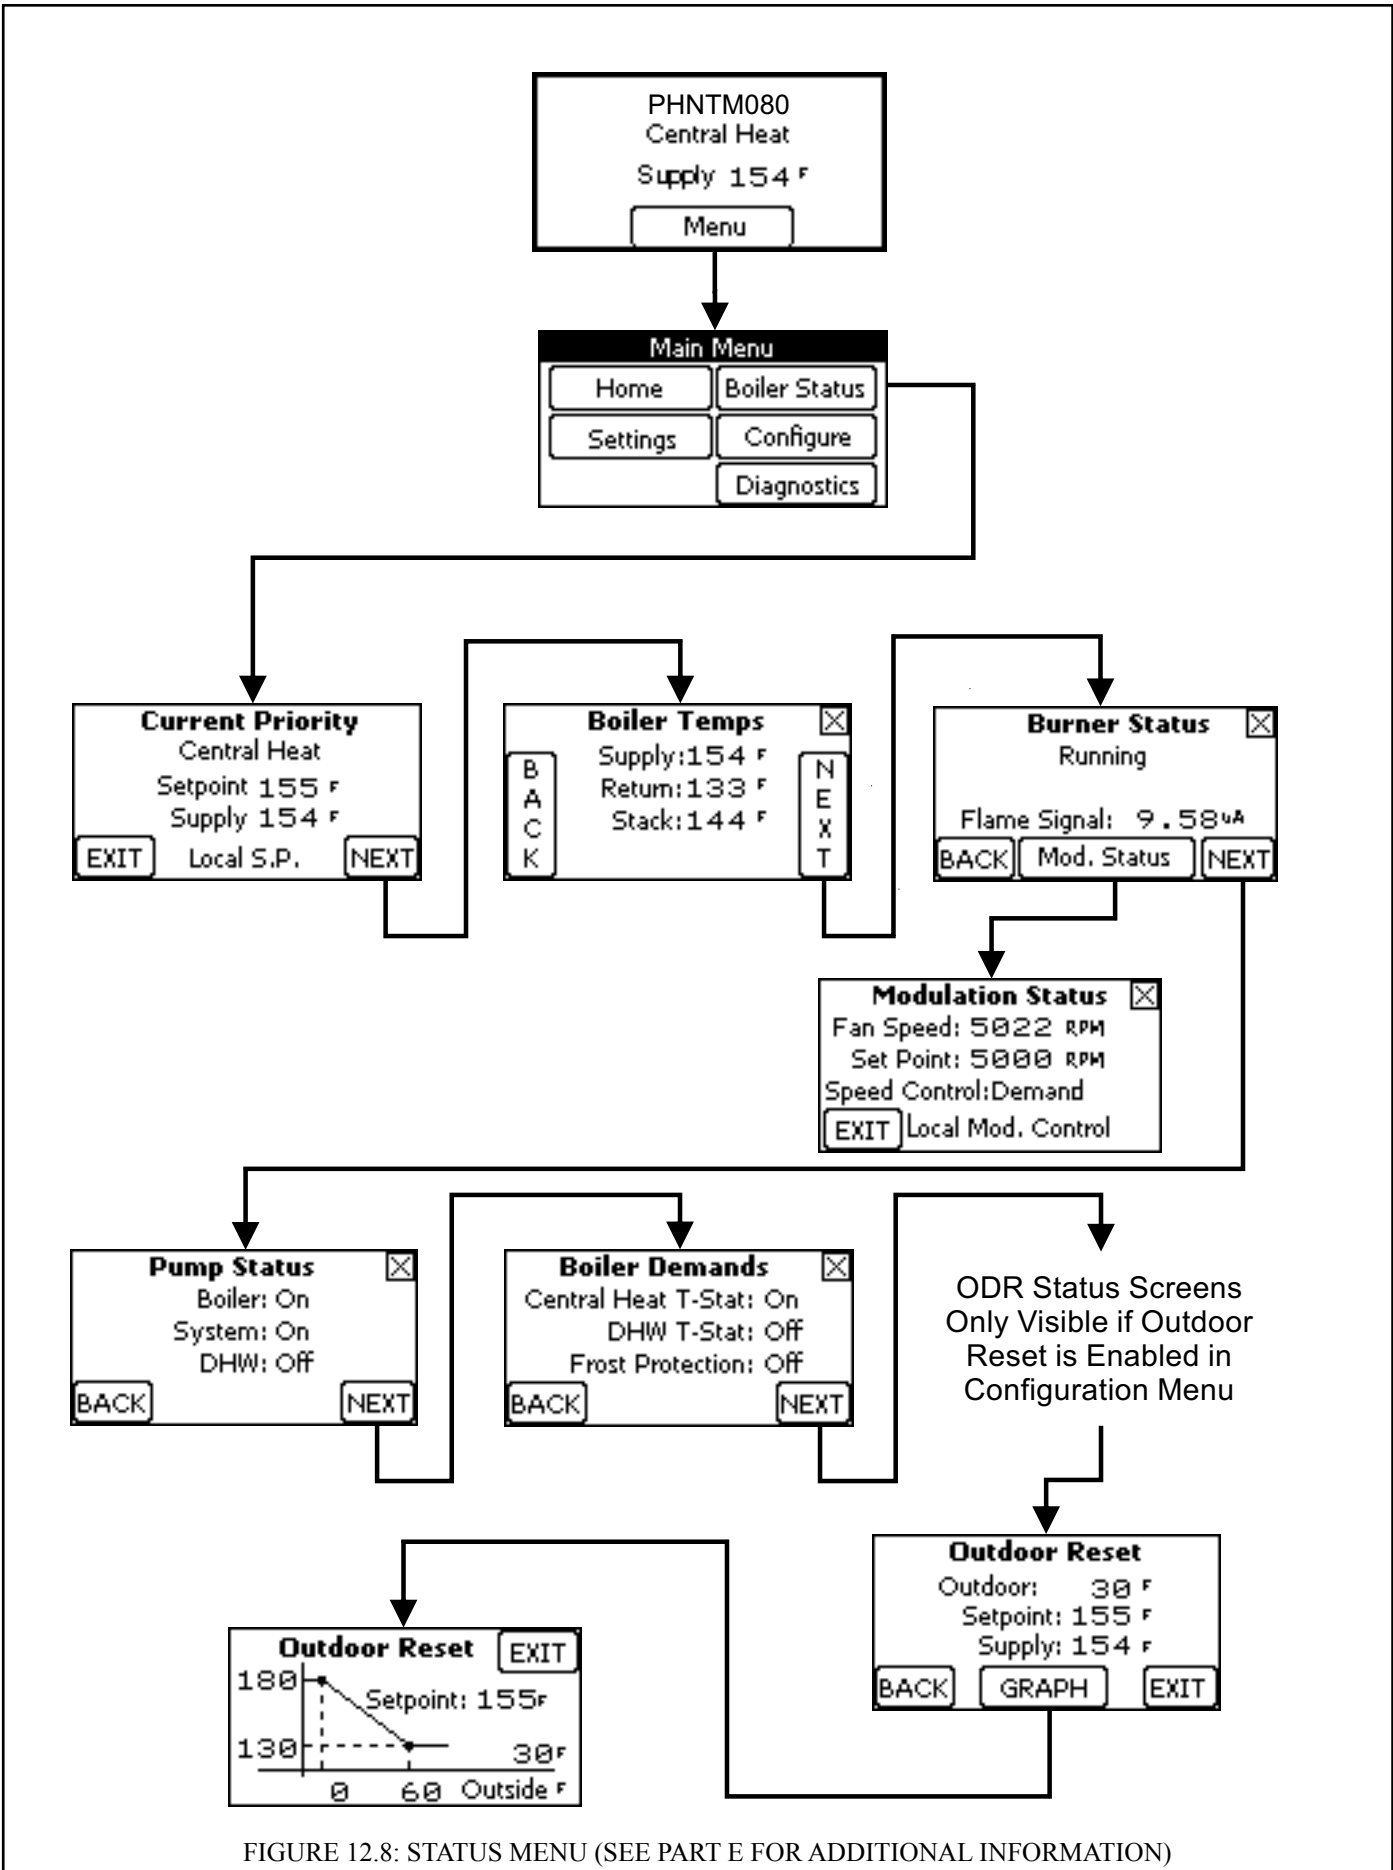 PHNTM080
Central Heat
Supply 154 F
Menu
Main Menu
Home
Boiler Status
Settings
Configure
Diagnostics
Current Priority
Central Heat
Setpoint 155 F
Supply 154 F
EXIT
Local S.P.
NEXT
Boiler Temps
BACK
Supply:154 F
Return:133 F
Stack:144 F
NEXT
Burner Status
Running
Flame Signal: 9.58uA
BACK
Mod. Status
NEXT
Modulation Status
Fan Speed: 5022 RPM
Set Point: 5000 RPM
Speed Control:Demand
EXIT
Local Mod. Control
Pump Status
Boiler: On
System: On
DHW: Off
BACK
NEXT
Boiler Demands
Central Heat T-Stat: On
DHW T-Stat: Off
Frost Protection: Off
BACK
NEXT
ODR Status Screens
Only Visible if Outdoor
Reset is Enabled in
Configuration Menu
Outdoor Reset
Outdoor: 30 F
Setpoint: 155 F
Supply: 154 F
BACK
GRAPH
EXIT
Outdoor Reset
EXIT
180
Setpoint: 155F
130
30F
0
60
Outside F
FIGURE 12.8: STATUS MENU (SEE PART E FOR ADDITIONAL INFORMATION)